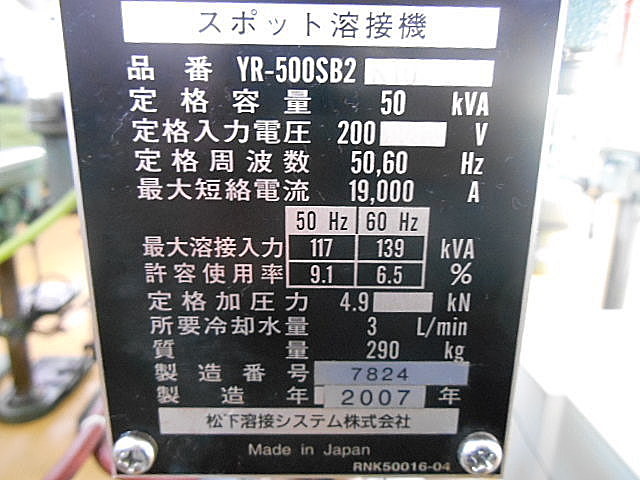 スポット溶接機
品番 YR-500SB2
定格容量 50 kVA
定格入力電圧 200 V
定格周波数 50,60 Hz
最大短絡電流 19,000 A
50 Hz 60 Hz
最大溶接入力 117 139 kVA
許容使用率 9.1 6.5 %
定格加圧力 4.9 kN
所要冷却水量 3 L/min
質量 290 kg
製造番号 7824
製造年 2007 年
松下溶接システム株式会社
Made in Japan
RNK50016-04